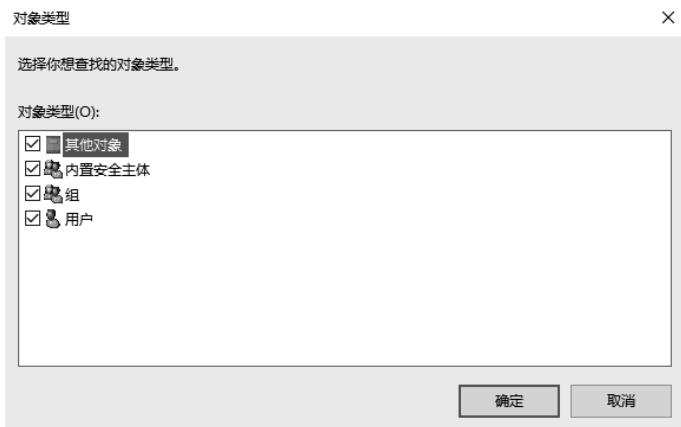 对象类型
选择你想查找的对象类型。
对象类型(O):
其他对象
内置安全主体
组
用户
确定 取消